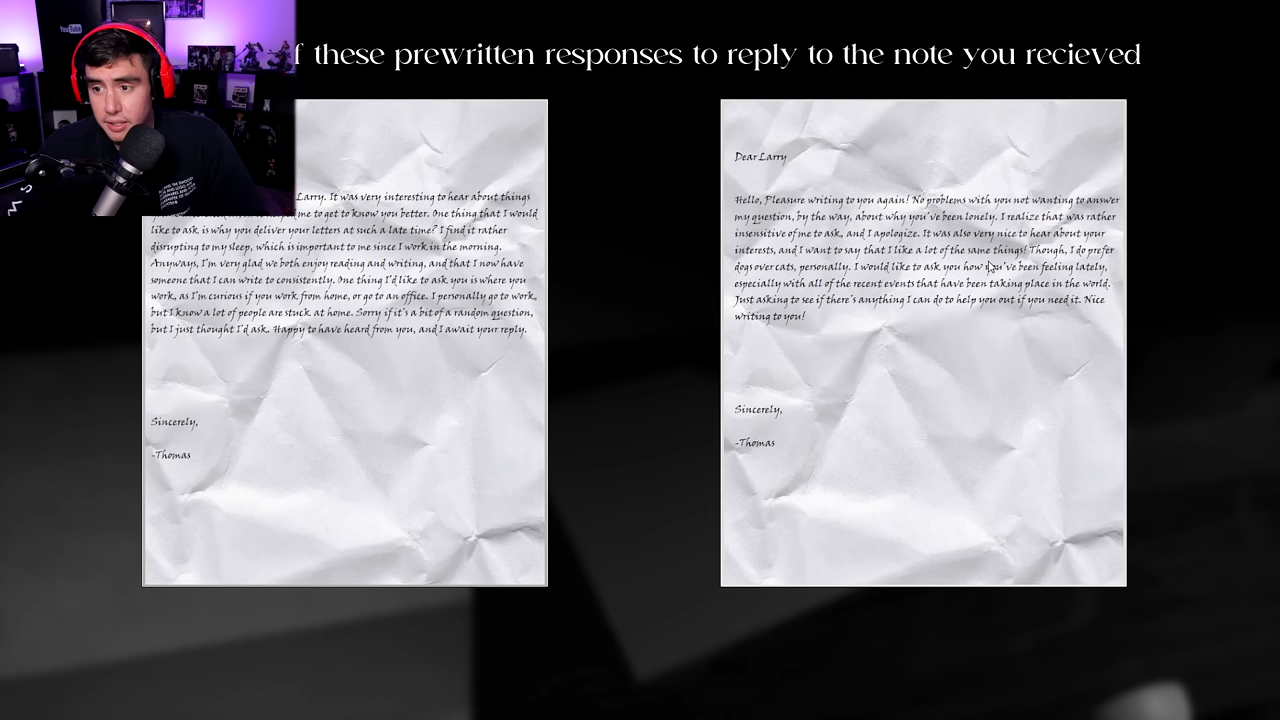 these prewritten responses to reply to the note you recieved
Larry. It was very interesting to hear about things
me to get to know you better. One thing that I would
like to ask is why you deliver your letters at such a late time? I find it rather
disrupting to my sleep, which is important to me since I work in the morning.
Anyways, I'm very glad we both enjoy reading and writing, and that I now have
someone that I can write to consistently. One thing I'd like to ask you is where you
work, as I'm curious if you work from home, or go to an office. I personally go to work,
but I know a lot of people are stuck at home. Sorry if it's a bit of a random question,
but I just thought I'd ask. Happy to have heard from you, and I await your reply.
Sincerely,
-Thomas
Dear Larry
Hello, Pleasure writing to you again! No problems with you not wanting to answer
my question, by the way, about why you've been lonely. I realize that was rather
insensitive of me to ask, and I apologize. It was also very nice to hear about your
interests, and I want to say that I like a lot of the same things! Though, I do prefer
dogs over cats, personally. I would like to ask you how you've been feeling lately,
especially with all of the recent events that have been taking place in the world.
Just asking to see if there's anything I can do to help you out if you need it. Nice
writing to you!
Sincerely,
-Thomas
YouTube